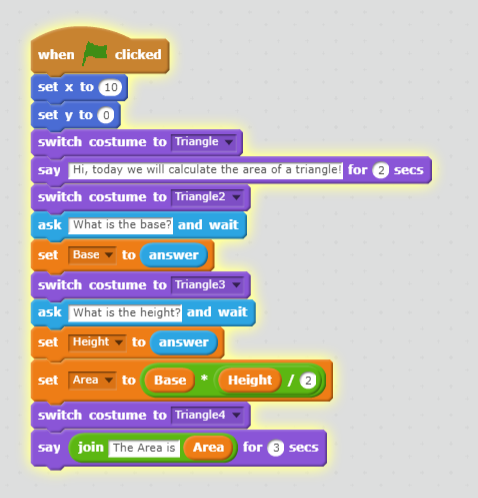 when clicked
set x to 10
set y to 0
switch costume to Triangle
say Hi, today we will calculate the area of a triangle! for 2 secs
switch costume to Triangle2
ask What is the base? and wait
set Base to answer
switch costume to Triangle3
ask What is the height? and wait
set Height to answer
set Area to Base * Height / 2
switch costume to Triangle4
say join The Area is Area for 3 secs